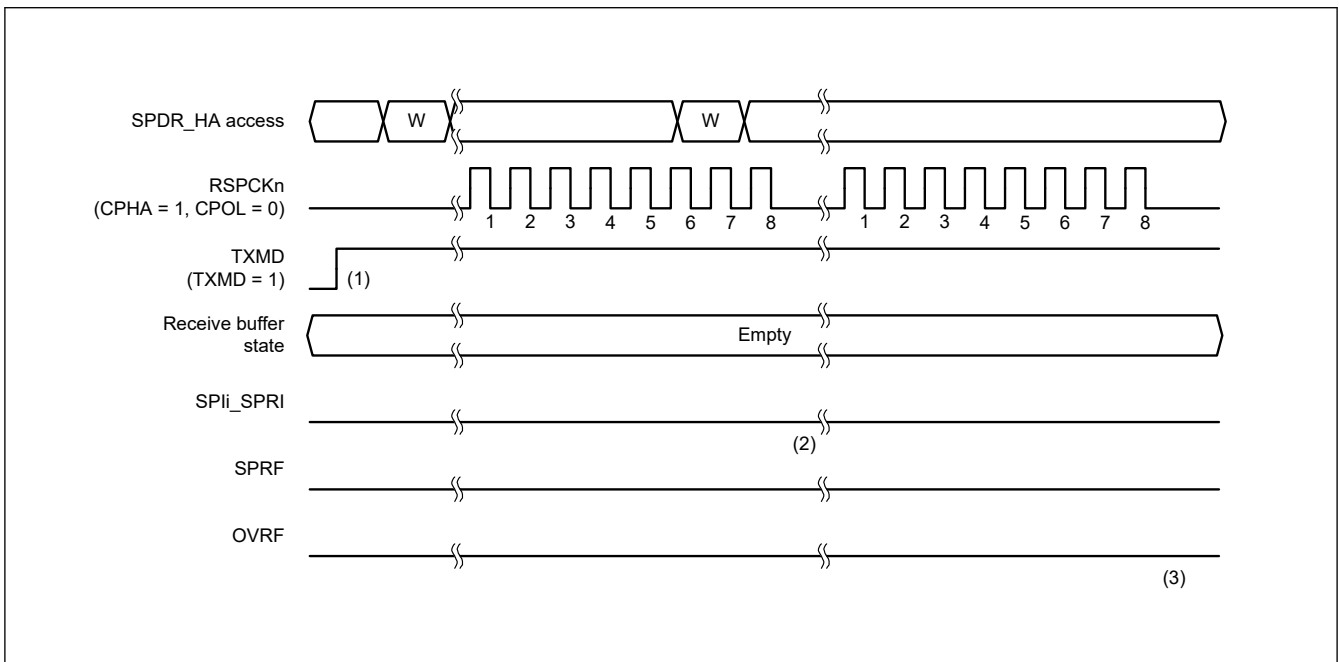 SPDR_HA access
W
W
RSPCKn
(CPHA = 1, CPOL = 0)
1 2 3 4 5 6 7 8
1 2 3 4 5 6 7 8
TXMD
(TXMD = 1)
(1)
Receive buffer
state
Empty
SPIi_SPRI
(2)
SPRF
OVRF
(3)